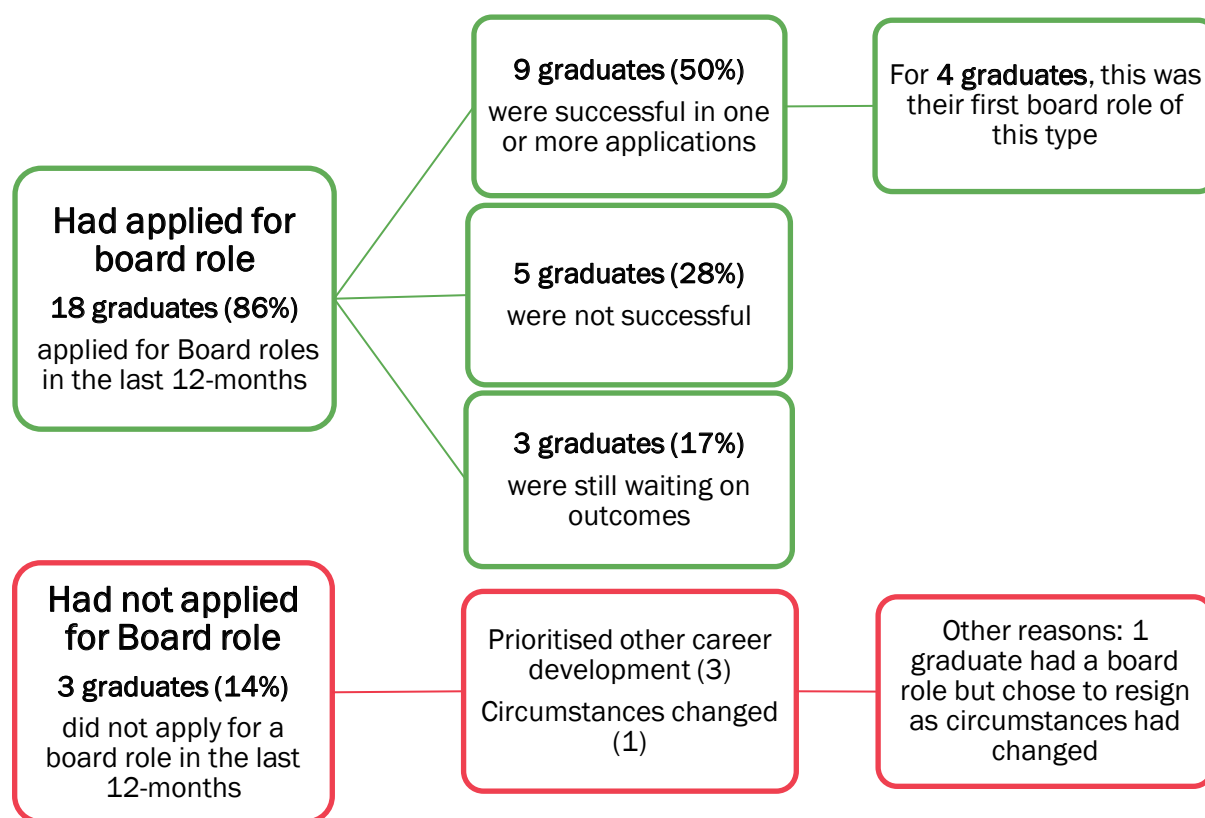 Had applied for
board role
18 graduates (86%)
applied for Board roles
in the last 12-months
9 graduates (50%)
were successful in one
or more applications
For 4 graduates, this was
their first board role of
this type
5 graduates (28%)
were not successful
3 graduates (17%)
were still waiting on
outcomes
Had not applied
for Board role
3 graduates (14%)
did not apply for a
board role in the last
12-months
Prioritised other career
development (3)
Circumstances changed
(1)
Other reasons: 1
graduate had a board
role but chose to resign
as circumstances had
changed